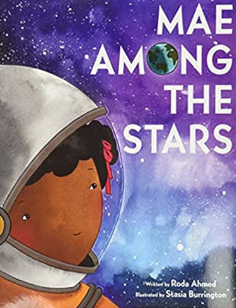 MAE
AMONG
THE
STARS
Written by Roda Ahmed
Illustrated by Stasia Burrington